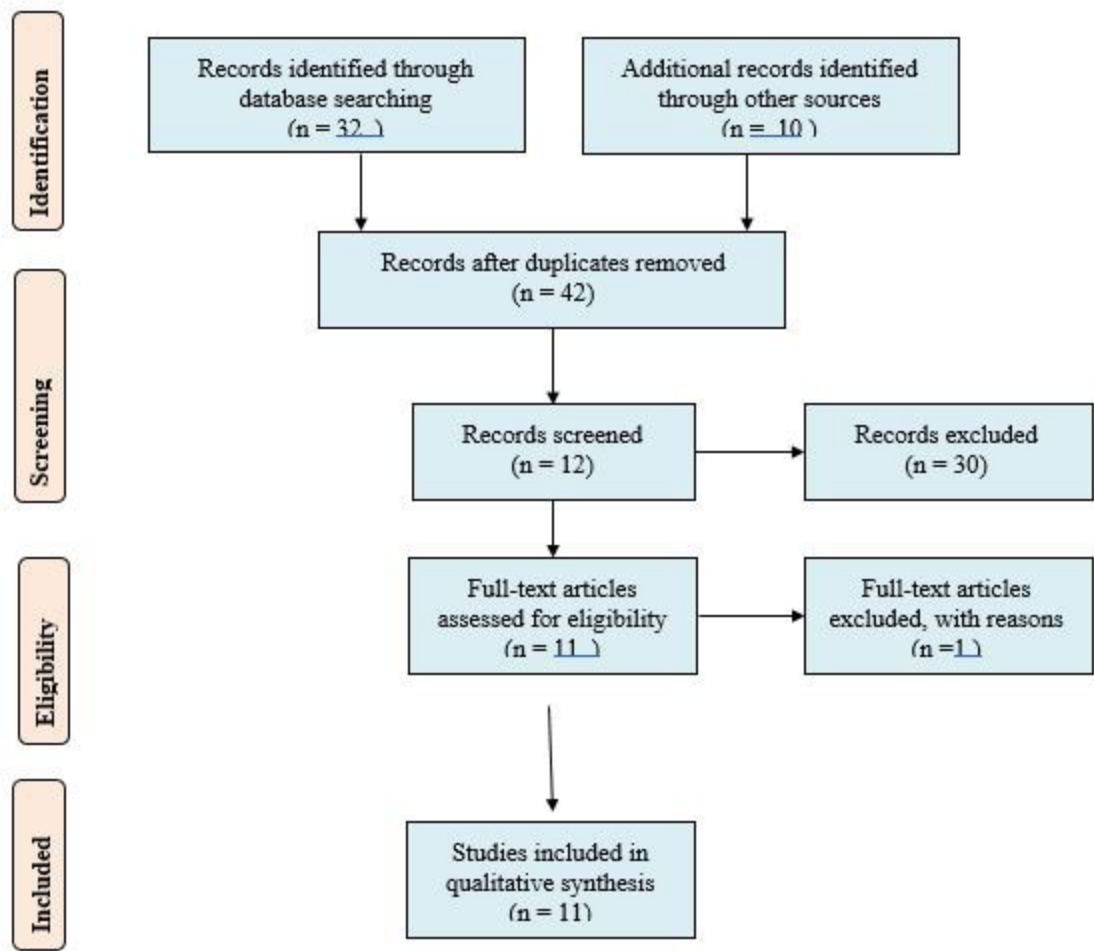 Identification
Records identified through
database searching
(n = 32  )
Additional records identified
through other sources
(n =  10 )
Records after duplicates removed
(n = 42)
Screening
Records screened
(n = 12)
Records excluded
(n = 30)
Eligibility
Full-text articles
assessed for eligibility
(n = 11  )
Full-text articles
excluded, with reasons
(n =1 )
Included
Studies included in
qualitative synthesis
(n = 11)